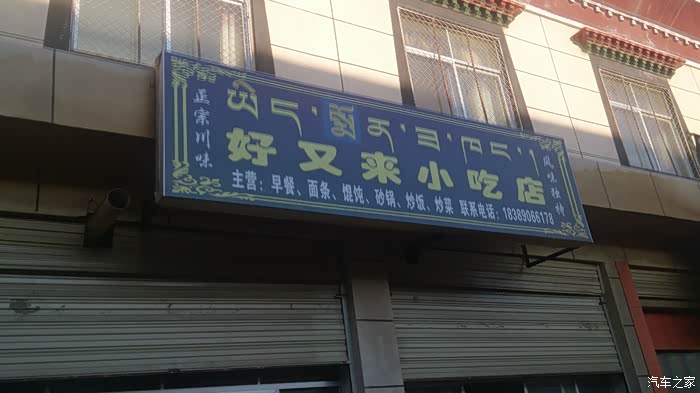 正宗川味
ཡིད་
好又来小吃店
风味独特
主营：早餐、面条、馄饨、砂锅、炒饭、炒菜 联系电话：18389066178
汽车之家